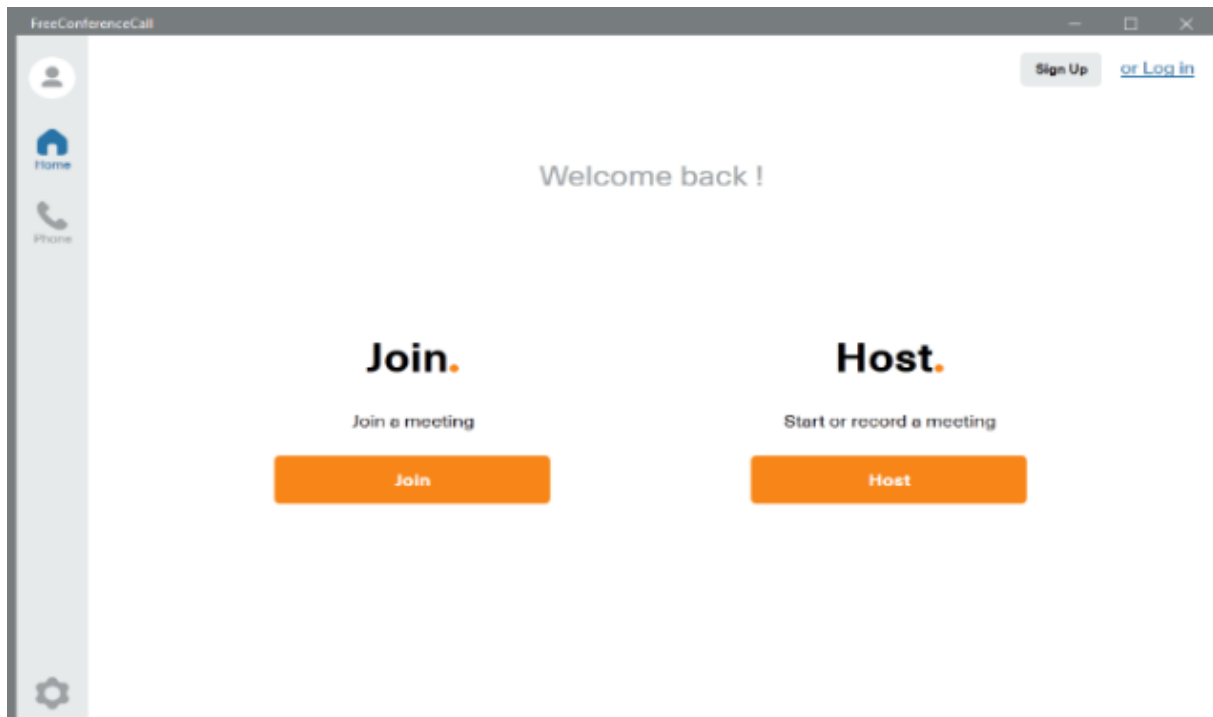 FreeConferenceCall
Sign Up or Log in
Home
Phone
Welcome back !
Join.
Join a meeting
Join
Host.
Start or record a meeting
Host